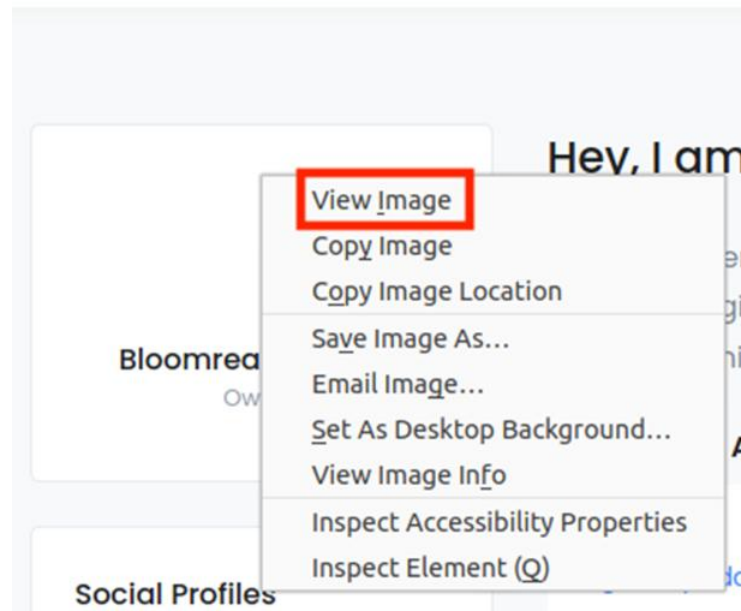 Hey, I am
View Image
Copy Image
Copy Image Location
Save Image As...
Bloomrea
Email Image...
Ow
Set As Desktop Background...
View Image Info
Inspect Accessibility Properties
Inspect Element (Q)
Social Profiles